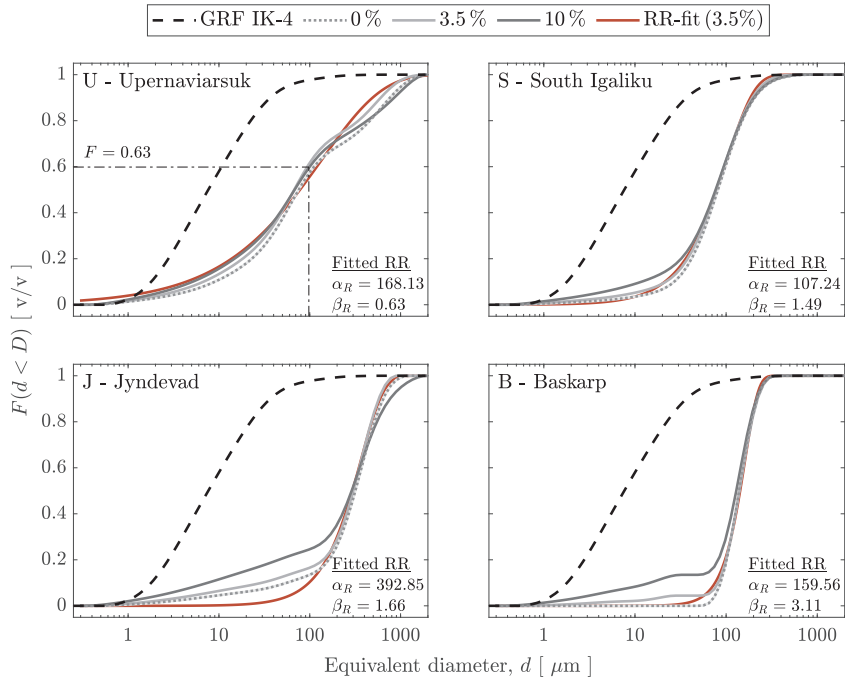 GRF IK-4 0 % 3.5 % 10 % RR-fit (3.5%)
U - Upernaviarsuk
1
0.8
0.6
0.4
0.2
0
F = 0.63
Fitted RR
α_R = 168.13
β_R = 0.63
S - South Igaliku
Fitted RR
α_R = 107.24
β_R = 1.49
F(d < D) [ v/v ]
J - Jyndevad
1
0.8
0.6
0.4
0.2
0
Fitted RR
α_R = 392.85
β_R = 1.66
1 10 100 1000
B - Baskarp
Fitted RR
α_R = 159.56
β_R = 3.11
1 10 100 1000
Equivalent diameter, d [ μm ]